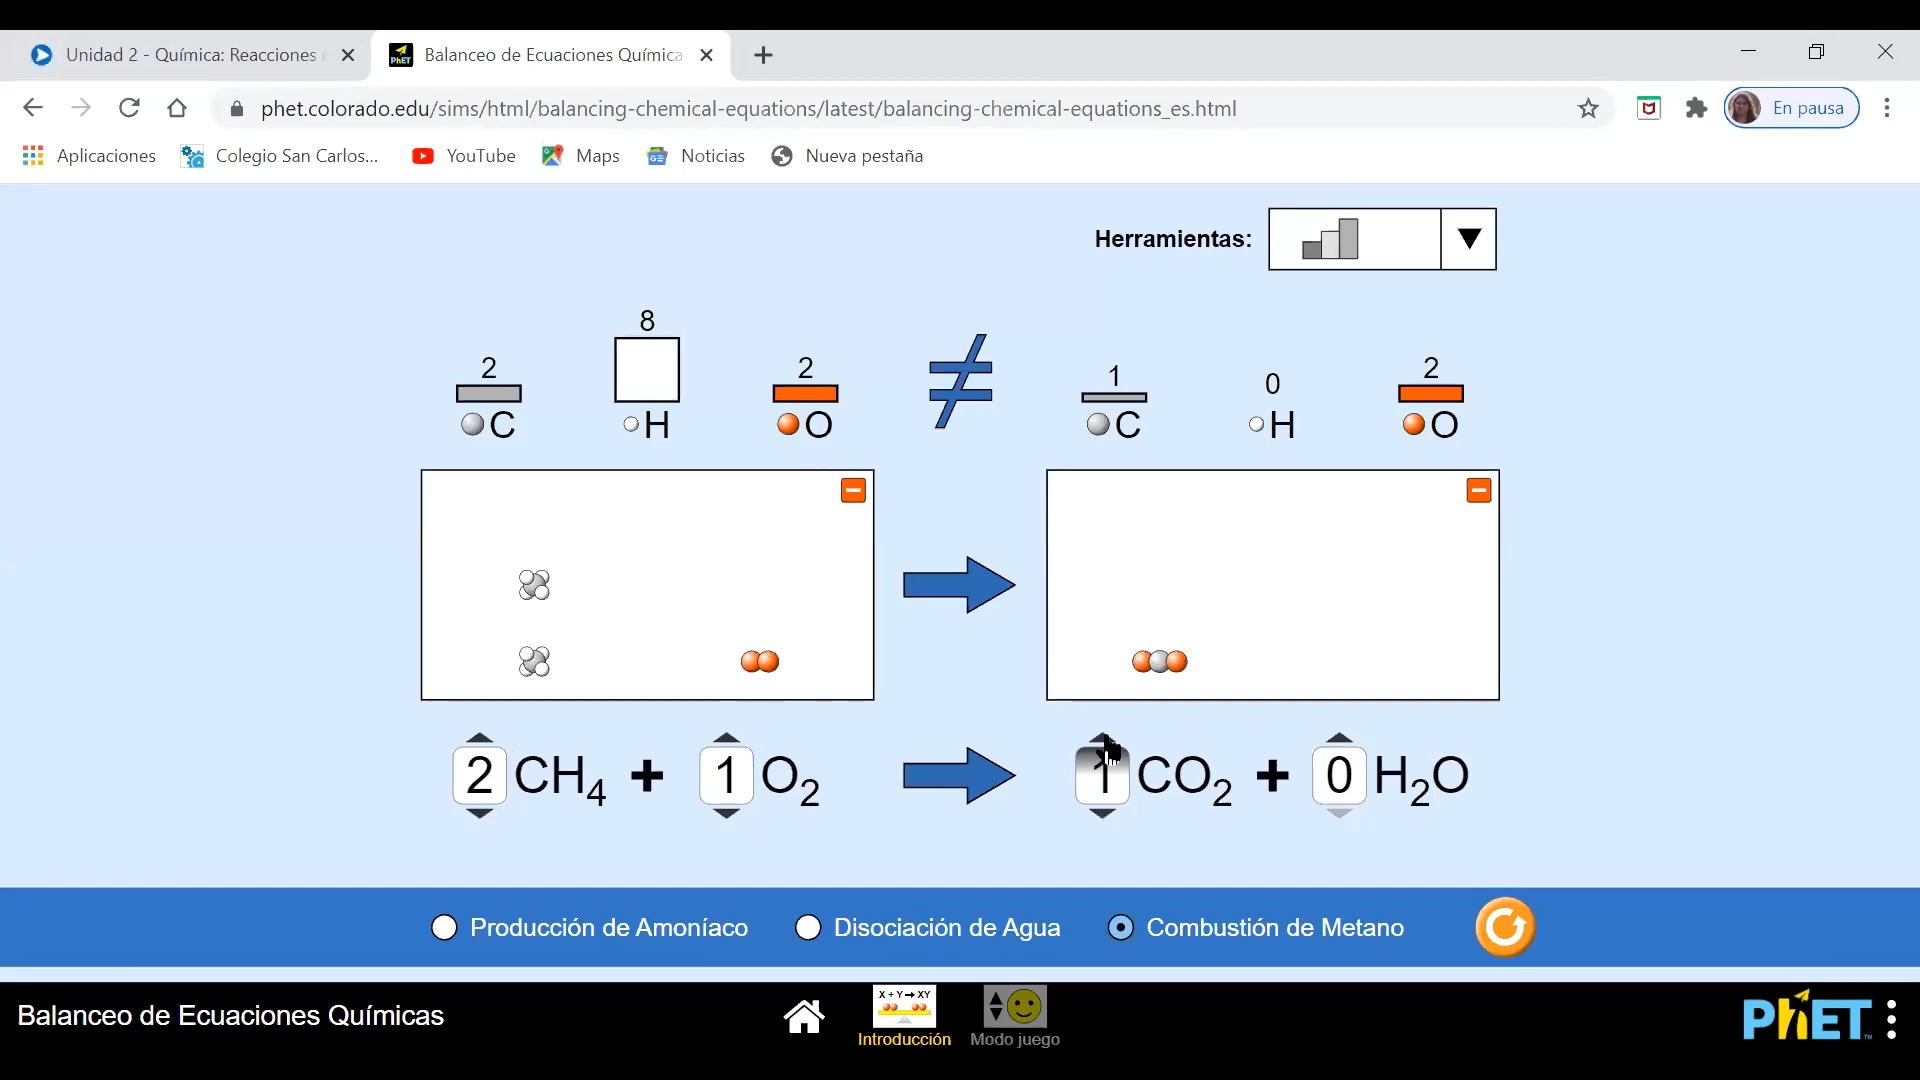 Unidad 2 - Química: Reacciones
Balanceo de Ecuaciones Química
phet.colorado.edu/sims/html/balancing-chemical-equations/latest/balancing-chemical-equations_es.html
En pausa
Aplicaciones
Colegio San Carlos...
YouTube
Maps
Noticias
Nueva pestaña
Herramientas:
8
2 2 ≠ 1 0 2
C H O C H O
2 CH₄ + 1 O₂ → 1 CO₂ + 0 H₂O
Producción de Amoníaco
Disociación de Agua
Combustión de Metano
Balanceo de Ecuaciones Químicas
X + Y → XY
Introducción
Modo juego
PhET